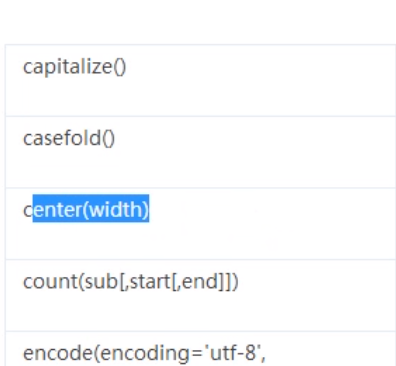 capitalize()
casefold()
center(width)
count(sub[,start[,end]])
encode(encoding='utf-8',